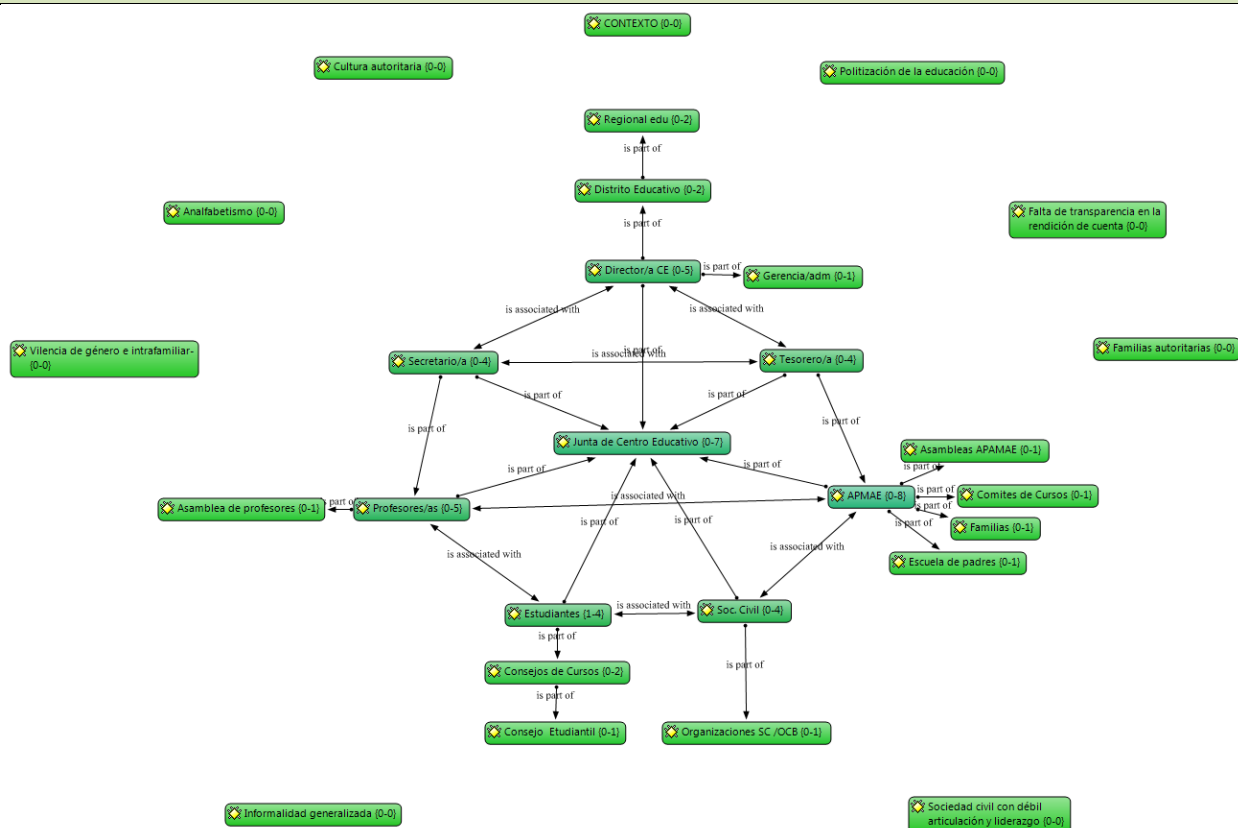 CONTEXTO {0-0}
Cultura autoritaria {0-0}
Politización de la educación {0-0}
Regional edu {0-2}
is part of
Distrito Educativo {0-2}
Analfabetismo {0-0}
Falta de transparencia en la
rendición de cuenta {0-0}
is part of
Director/a CE {0-5}
is part of
Gerencia/adm {0-1}
is associated with
is associated with
Vilencia de género e intrafamiliar-
{0-0}
Familias autoritarias {0-0}
Secretario/a {0-4}
is associated with
is part of
Tesorero/a {0-4}
is part of
is part of
is part of
is part of
Junta de Centro Educativo {0-7}
Asambleas APAMAE {0-1}
is part of
is part of
is part of
APMAE {0-8}
is part of
Comites de Cursos {0-1}
is associated with
Asamblea de profesores {0-1}
is part of
Profesores/as {0-5}
is part of
is part of
Familias {0-1}
is part of
is part of
is associated with
is associated with
Escuela de padres {0-1}
Estudiantes {1-4}
is associated with
Soc. Civil {0-4}
is part of
Consejos de Cursos {0-2}
is part of
is part of
Consejo Etudiantil {0-1}
Organizaciones SC /OCB {0-1}
Informalidad generalizada {0-0}
Sociedad civil con débil
articulación y liderazgo {0-0}